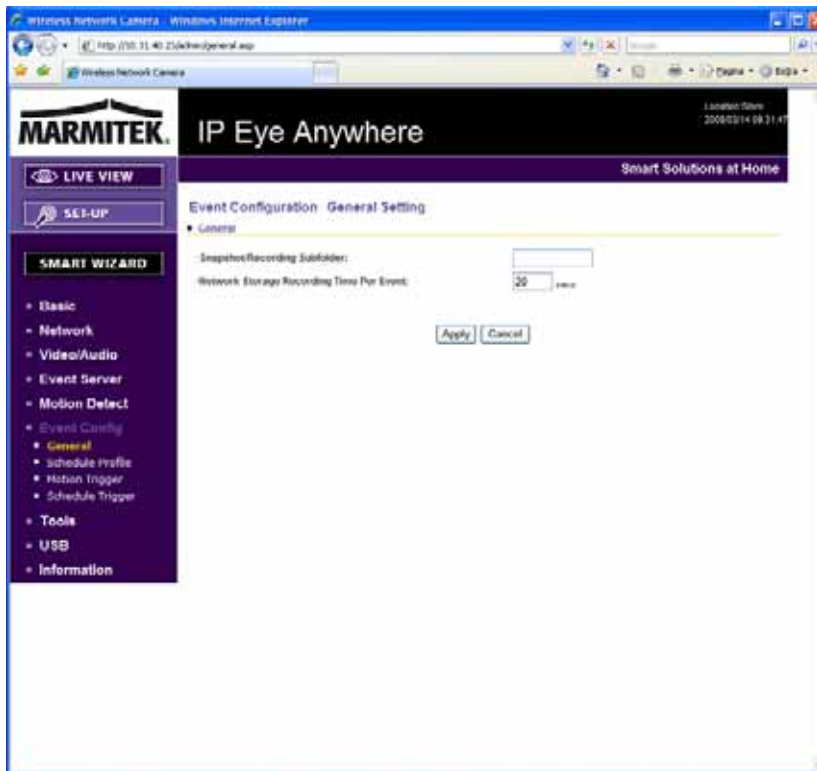 Wireless Network Camera - Windows Internet Explorer
Wireless Network Camera
Pagina
Extra
MARMITEK
IP Eye Anywhere
Smart Solutions at Home
LIVE VIEW
SET-UP
SMART WIZARD
Basic
Network
Video/Audio
Event Server
Motion Detect
Event Config
General
Schedule Profile
Motion Trigger
Schedule Trigger
Tools
USB
Information
Event Configuration General Setting
General
Snapshot/Recording Subfolder:
Network Storage Recording Time Per Event:
20
Apply
Cancel